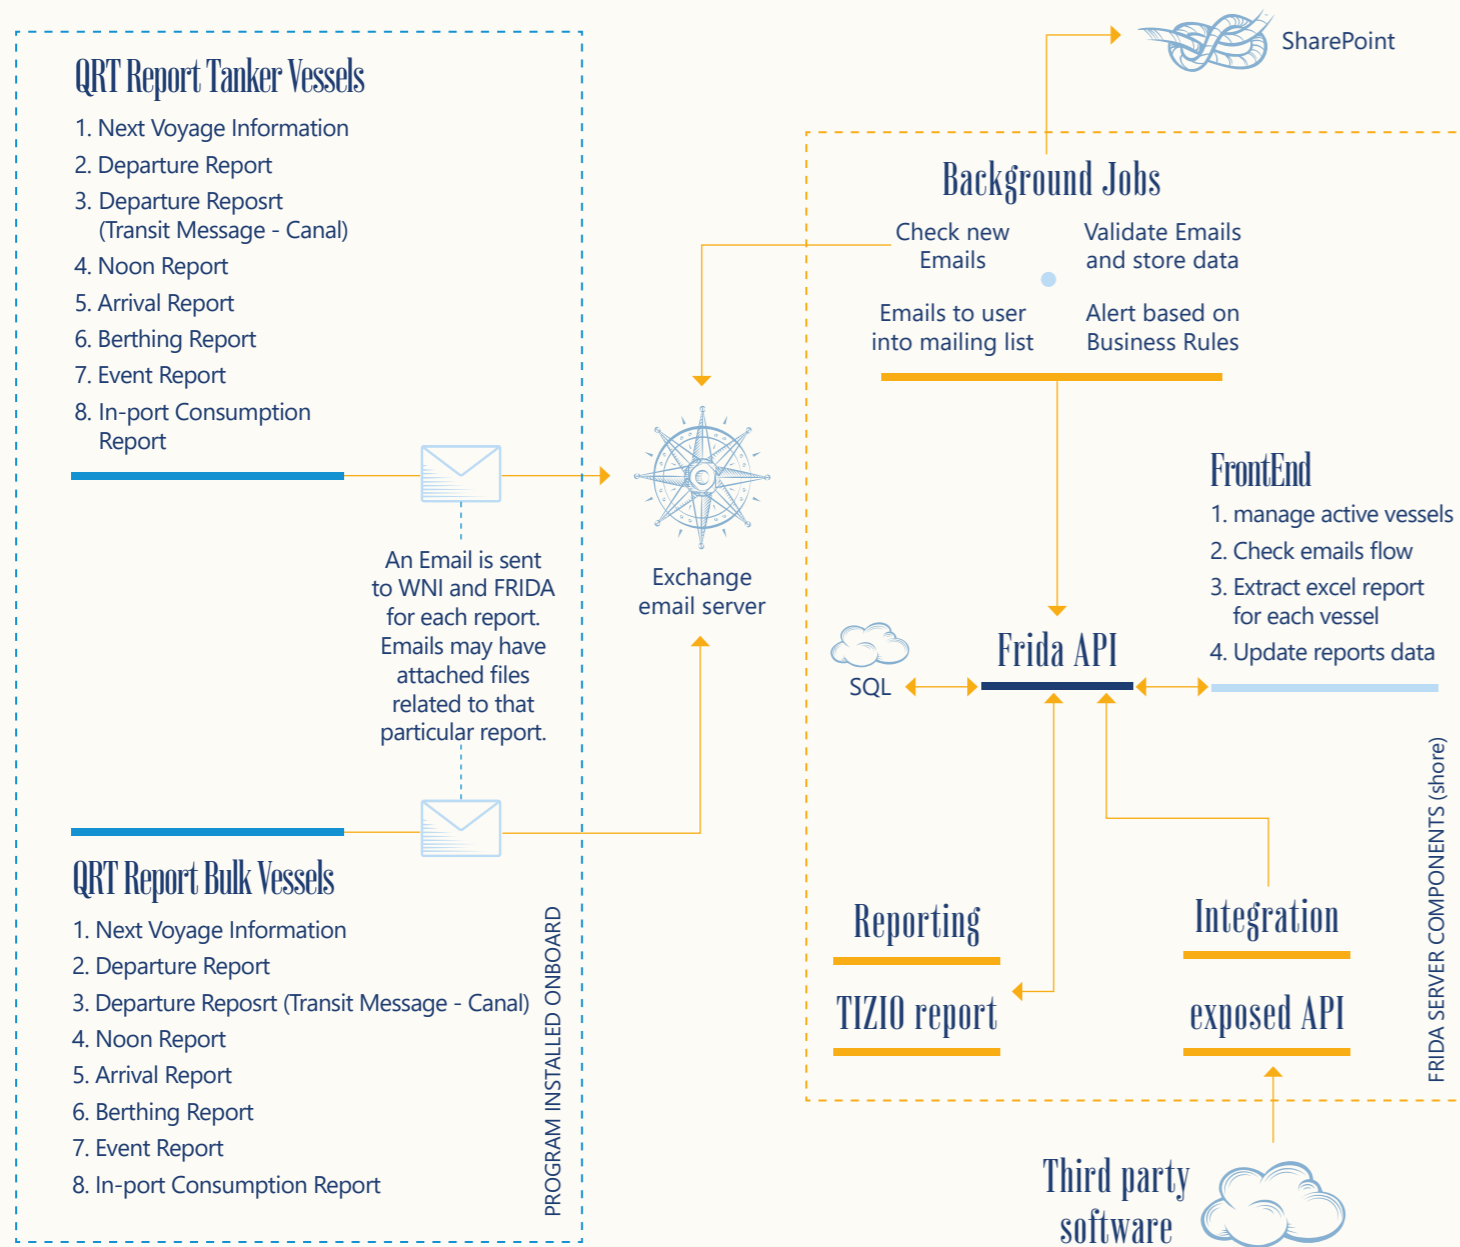 QRT Report Tanker Vessels
1. Next Voyage Information
2. Departure Report
3. Departure Reposrt
(Transit Message - Canal)
4. Noon Report
5. Arrival Report
6. Berthing Report
7. Event Report
8. In-port Consumption
Report
An Email is sent
to WNI and FRIDA
for each report.
Emails may have
attached files
related to that
particular report.
QRT Report Bulk Vessels
1. Next Voyage Information
2. Departure Report
3. Departure Reposrt (Transit Message - Canal)
4. Noon Report
5. Arrival Report
6. Berthing Report
7. Event Report
8. In-port Consumption Report
PROGRAM INSTALLED ONBOARD
Exchange
email server
SharePoint
Background Jobs
Check new
Emails
Validate Emails
and store data
Emails to user
into mailing list
Alert based on
Business Rules
FrontEnd
1. manage active vessels
2. Check emails flow
3. Extract excel report
for each vessel
4. Update reports data
Frida API
SQL
Reporting
TIZIO report
Integration
exposed API
FRIDA SERVER COMPONENTS (shore)
Third party
software